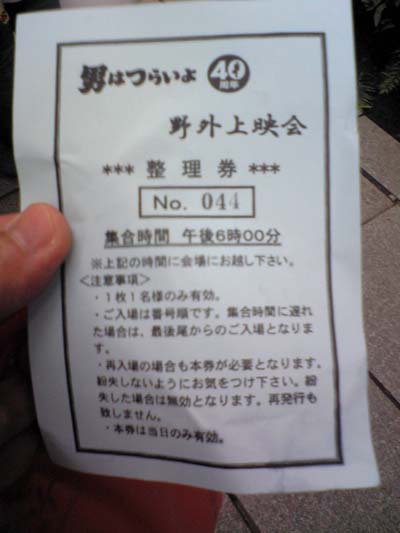 男はつらいよ 40周年
野外上映会
*** 整理券 ***
No. 044
集合時間 午後6時00分
※上記の時間に会場にお越し下さい。
<注意事項>
・1枚1名様のみ有効。
・ご入場は番号順です。集合時間に遅れ
た場合は、最後尾からのご入場となりま
す。
・再入場の場合も本券が必要となります。
紛失しないようにお気をつけ下さい。紛
失した場合は無効となります。再発行も
致しません。
・本券は当日のみ有効。